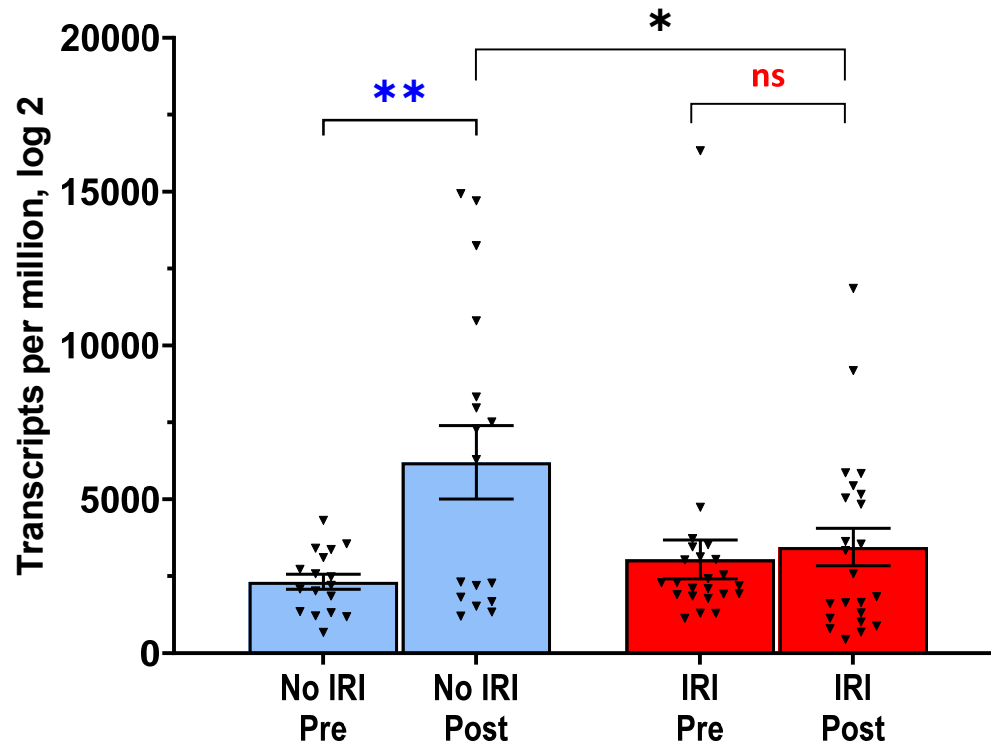 *
ns
**
Transcripts per million, log 2
20000
15000
10000
5000
0
No IRI
Pre
No IRI
Post
IRI
Pre
IRI
Post